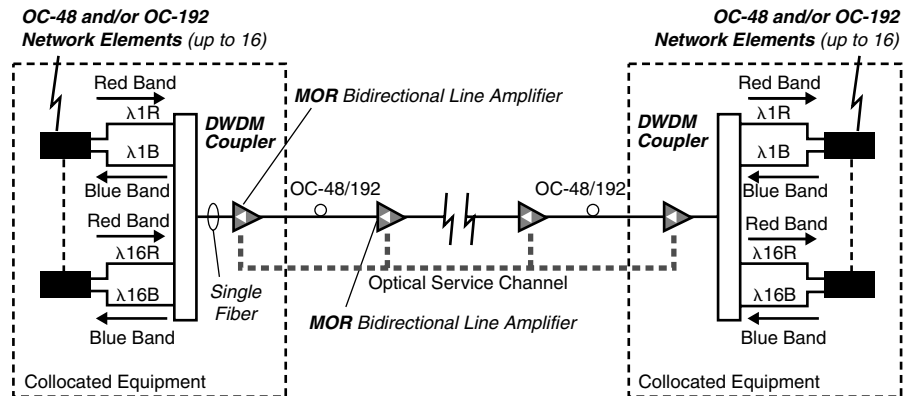 OC-48 and/or OC-192
Network Elements (up to 16)
OC-48 and/or OC-192
Network Elements (up to 16)
Red Band
λ1R
λ1B
Blue Band
Red Band
λ16R
λ16B
Blue Band
DWDM
Coupler
Single
Fiber
Collocated Equipment
MOR Bidirectional Line Amplifier
OC-48/192
OC-48/192
Optical Service Channel
MOR Bidirectional Line Amplifier
DWDM
Coupler
Red Band
λ1R
λ1B
Blue Band
Red Band
λ16R
λ16B
Blue Band
Collocated Equipment